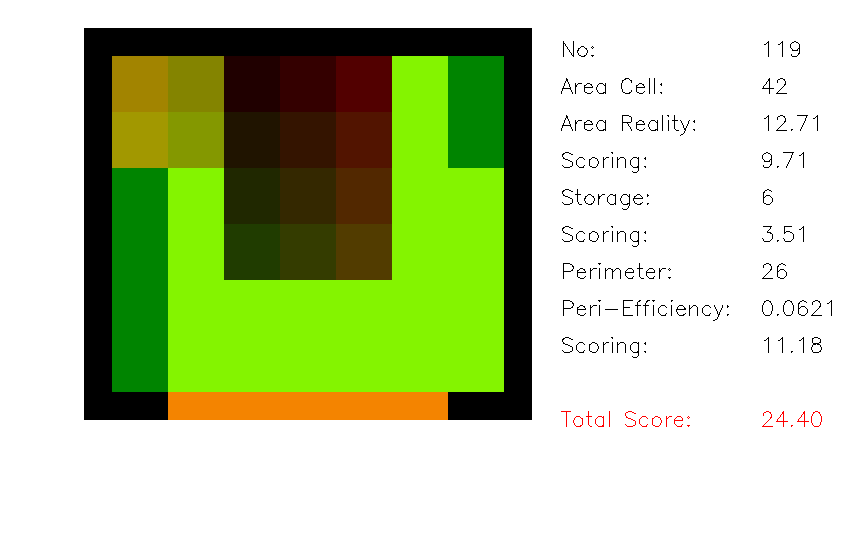 No: 119
Area Cell: 42
Area Reality: 12.71
Scoring: 9.71
Storage: 6
Scoring: 3.51
Perimeter: 26
Peri-Efficiency: 0.0621
Scoring: 11.18
Total Score: 24.40